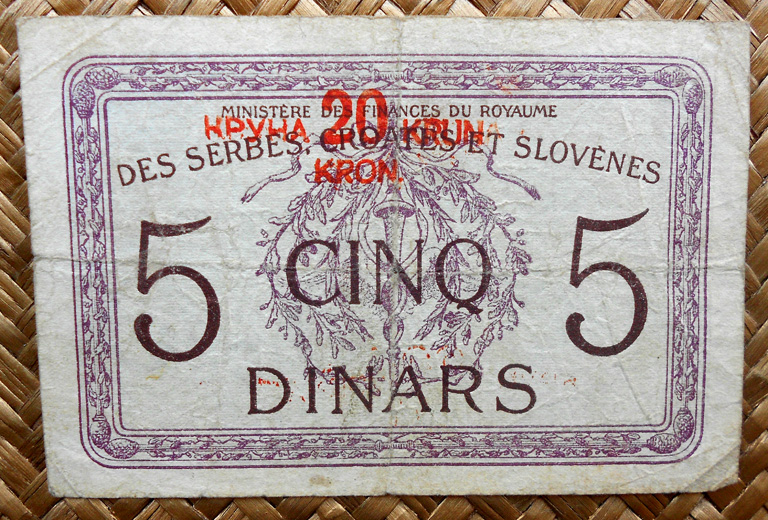 MINISTÈRE DES FINANCES DU ROYAUME
КРУНА 20 KRUNA
DES SERBES, CROATES ET SLOVÈNES
KRON.
5 CINQ 5
DINARS